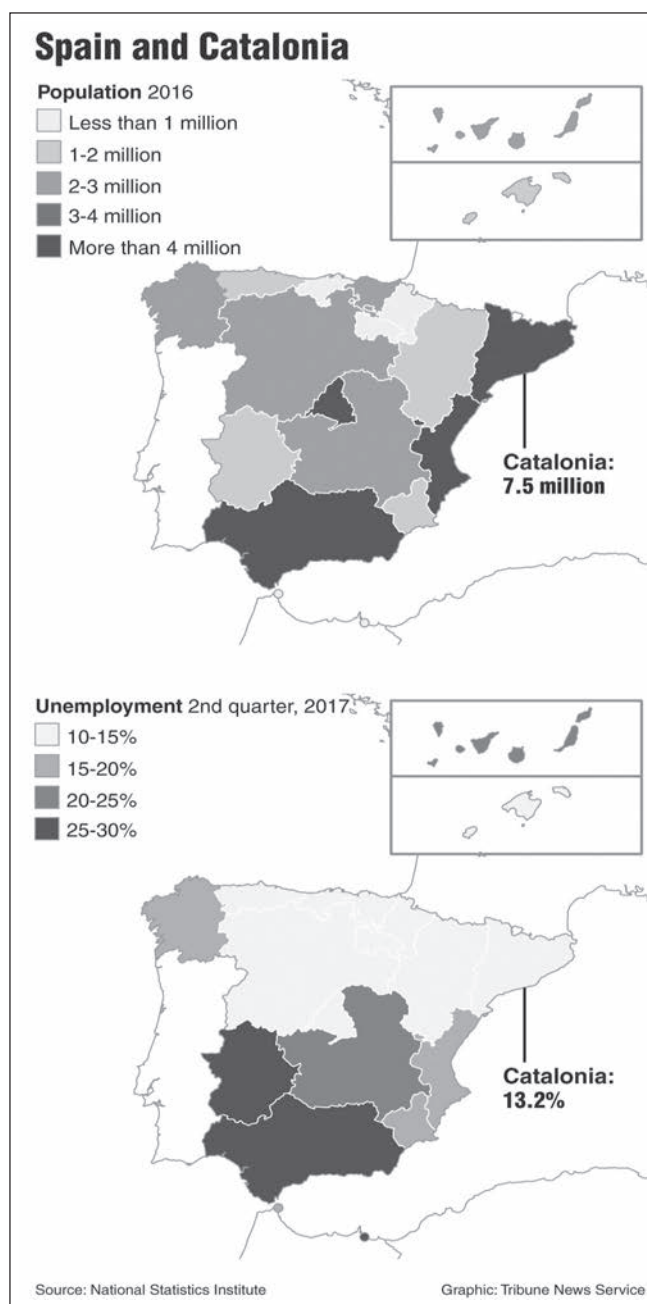 Spain and Catalonia
Population 2016
Less than 1 million
1-2 million
2-3 million
3-4 million
More than 4 million
Catalonia:
7.5 million
Unemployment 2nd quarter, 2017
10-15%
15-20%
20-25%
25-30%
Catalonia:
13.2%
Source: National Statistics Institute
Graphic: Tribune News Service